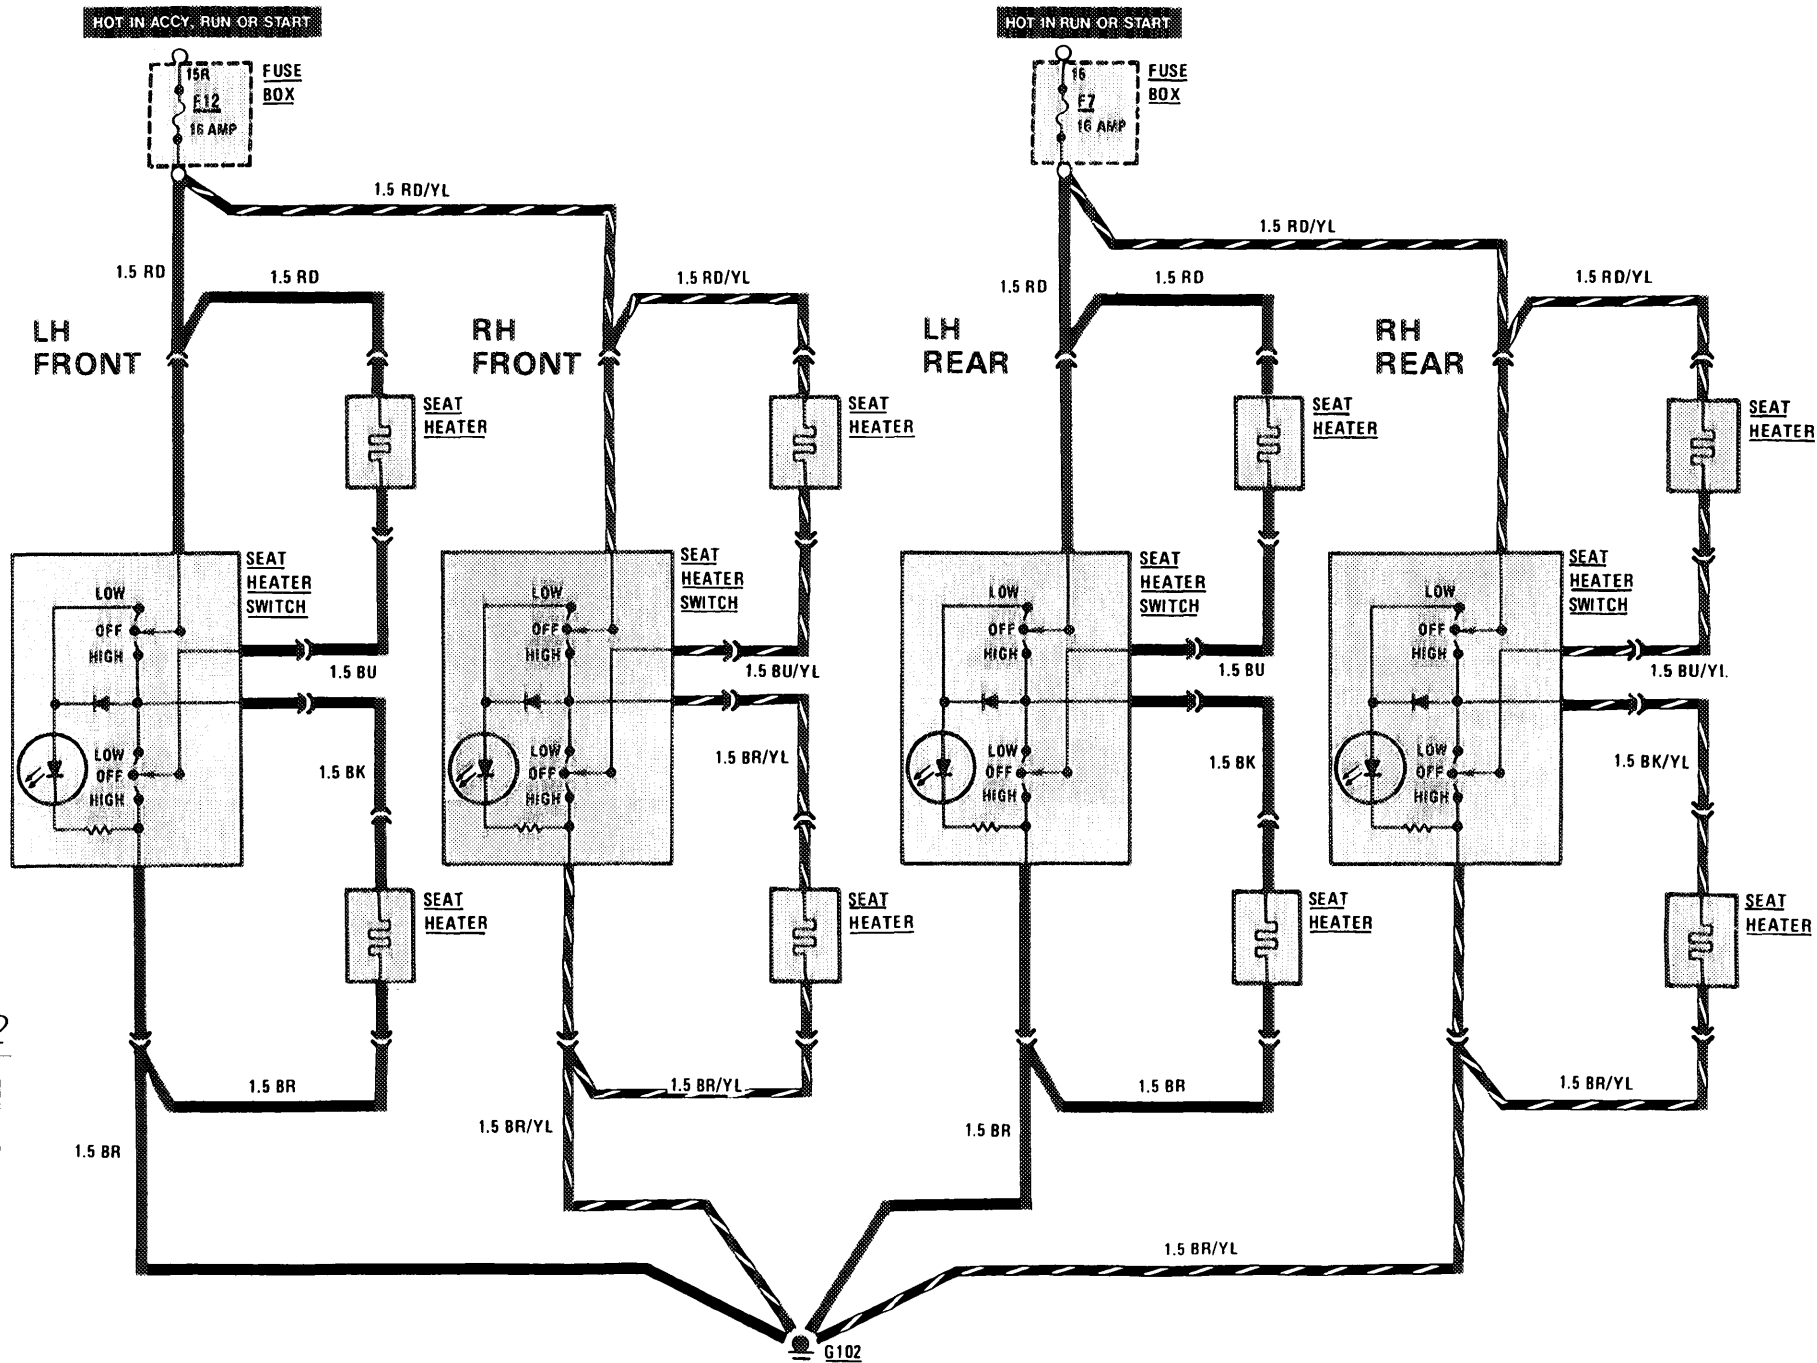 HOT IN ACCY, RUN OR START
HOT IN RUN OR START
15R
F12
16 AMP
FUSE
BOX
16
F7
16 AMP
FUSE
BOX
1.5 RD/YL
1.5 RD/YL
1.5 RD
1.5 RD
1.5 RD/YL
1.5 RD
1.5 RD
1.5 RD/YL
LH
FRONT
RH
FRONT
LH
REAR
RH
REAR
SEAT
HEATER
SEAT
HEATER
SEAT
HEATER
SEAT
HEATER
SEAT
HEATER
SWITCH
SEAT
HEATER
SWITCH
SEAT
HEATER
SWITCH
SEAT
HEATER
SWITCH
LOW
OFF
HIGH
LOW
OFF
HIGH
LOW
OFF
HIGH
LOW
OFF
HIGH
1.5 BU
1.5 BU/YL
1.5 BU
1.5 BU/YL
LOW
OFF
HIGH
LOW
OFF
HIGH
LOW
OFF
HIGH
LOW
OFF
HIGH
1.5 BK
1.5 BR/YL
1.5 BK
1.5 BK/YL
SEAT
HEATER
SEAT
HEATER
SEAT
HEATER
SEAT
HEATER
1.5 BR
1.5 BR/YL
1.5 BR
1.5 BR/YL
1.5 BR
1.5 BR/YL
1.5 BR
1.5 BR/YL
G102